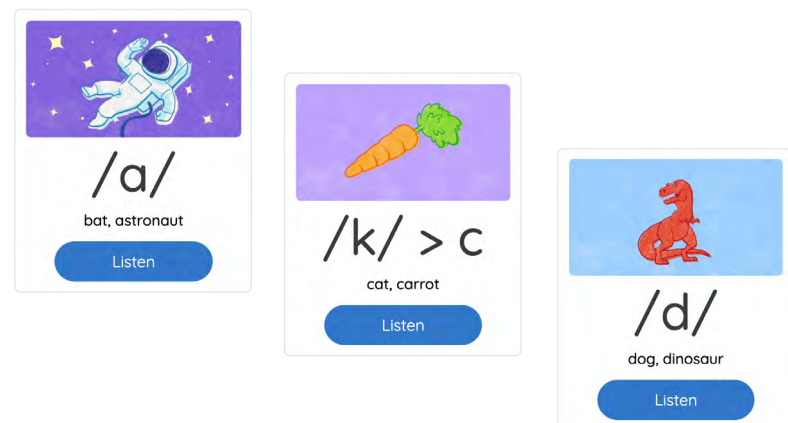 /a/
bat, astronaut
Listen
/k/ > c
cat, carrot
Listen
/d/
dog, dinosaur
Listen